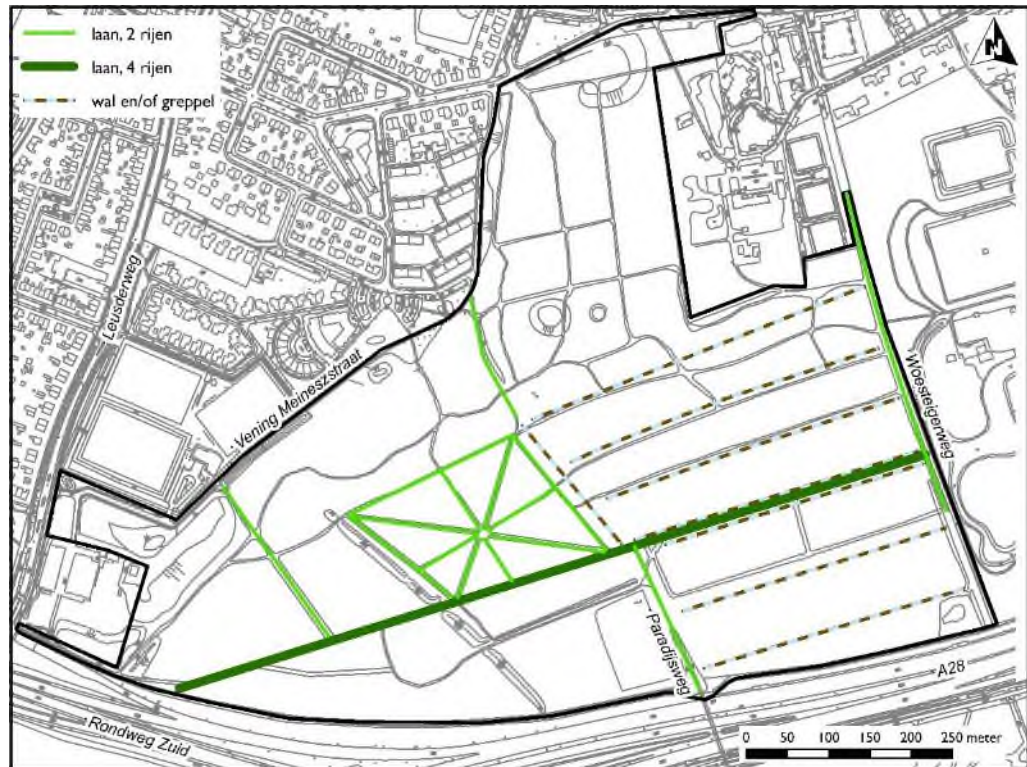 laan, 2 rijen
laan, 4 rijen
wal en/of greppel
N
Leusderweg
Vening Meineszstraat
Woesteigerweg
Paradijsweg
A28
Rondweg Zuid
0 50 100 150 200 250 meter